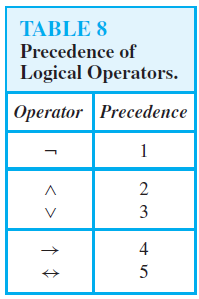 TABLE 8
Precedence of
Logical Operators.
Operator Precedence
¬ 1
∧ 2
∨ 3
→ 4
↔ 5